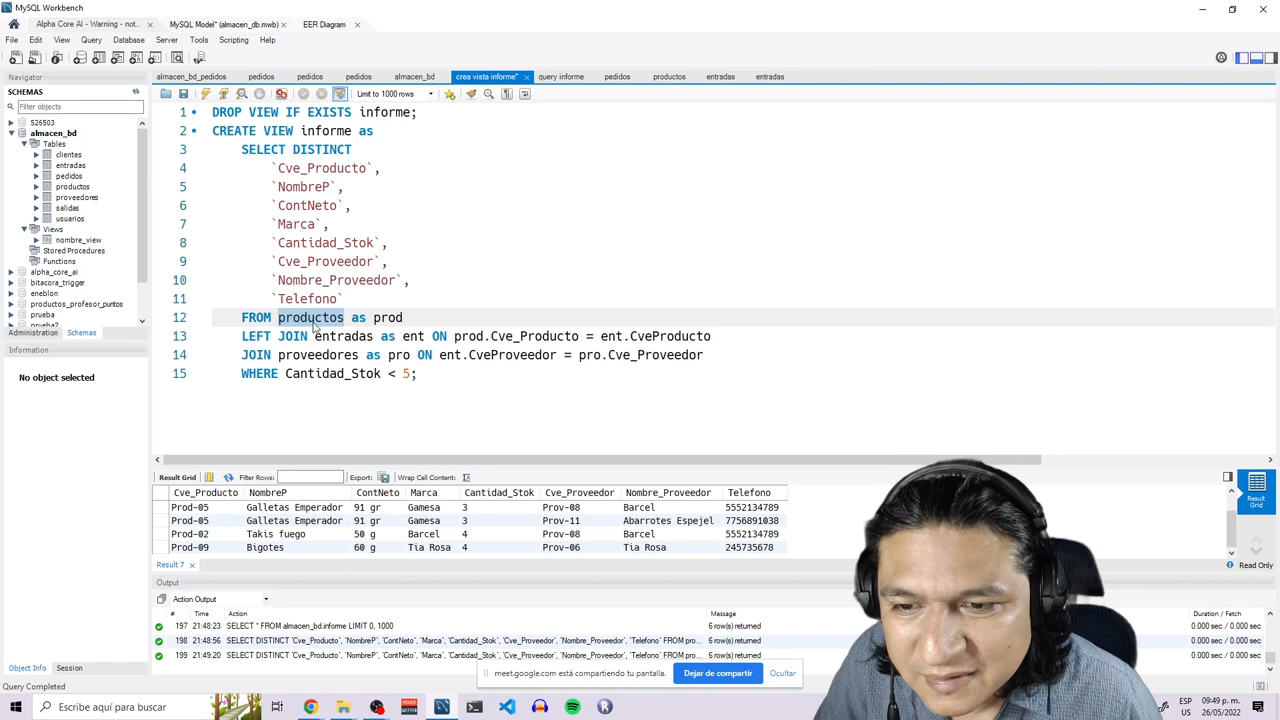 MySQL Workbench
Alpha Core AI - Warning - not... × MySQL Model* (almacen_db.mwb) × EER Diagram ×
File Edit View Query Database Server Tools Scripting Help
Navigator almacen_bd_pedidos pedidos pedidos pedidos almacen_bd crea vista informe* × query informe pedidos productos entradas entradas
SCHEMAS
Limit to 1000 rows
Filter objects
526503
almacen_bd
Tables
clientes
entradas
pedidos
productos
proveedores
salidas
usuarios
Views
nombre_view
Stored Procedures
Functions
alpha_core_ai
bitacora_trigger
eneblon
productos_profesor_puntos
prueba
prueba2
Administration Schemas
Information
No object selected
1 DROP VIEW IF EXISTS informe;
2 CREATE VIEW informe as
3 SELECT DISTINCT
4 `Cve_Producto`,
5 `NombreP`,
6 `ContNeto`,
7 `Marca`,
8 `Cantidad_Stok`,
9 `Cve_Proveedor`,
10 `Nombre_Proveedor`,
11 `Telefono`
12 FROM productos as prod
13 LEFT JOIN entradas as ent ON prod.Cve_Producto = ent.CveProducto
14 JOIN proveedores as pro ON ent.CveProveedor = pro.Cve_Proveedor
15 WHERE Cantidad_Stok < 5;
Result Grid Filter Rows: Export: Wrap Cell Content:
Cve_Producto NombreP ContNeto Marca Cantidad_Stok Cve_Proveedor Nombre_Proveedor Telefono
Prod-05 Galletas Emperador 91 gr Gamesa 3 Prov-08 Barcel 5552134789
Prod-05 Galletas Emperador 91 gr Gamesa 3 Prov-11 Abarrotes Espejel 7756891038
Prod-02 Takis fuego 50 g Barcel 4 Prov-08 Barcel 5552134789
Prod-09 Bigotes 60 g Tia Rosa 4 Prov-06 Tia Rosa 245735678
Result Grid
Result 7 × Read Only
Output
Action Output
# Time Action Message Duration / Fetch
197 21:48:23 SELECT * FROM almacen_bd.informe LIMIT 0, 1000 6 row(s) returned 0.000 sec / 0.000 sec
198 21:48:56 SELECT DISTINCT `Cve_Producto`, `NombreP`, `ContNeto`, `Marca`, `Cantidad_Stok`, `Cve_Proveedor`, `Nombre_Proveedor`, `Telefono` FROM pro... 6 row(s) returned 0.000 sec / 0.000 sec
199 21:49:20 SELECT DISTINCT `Cve_Producto`, `NombreP`, `ContNeto`, `Marca`, `Cantidad_Stok`, `Cve_Proveedor`, `Nombre_Proveedor`, `Telefono` FROM pro... 6 row(s) returned 0.000 sec / 0.000 sec
Object Info Session
meet.google.com está compartiendo tu pantalla. Dejar de compartir Ocultar
Query Completed
Escribe aquí para buscar
ESP
US
09:49 p. m.
26/05/2022